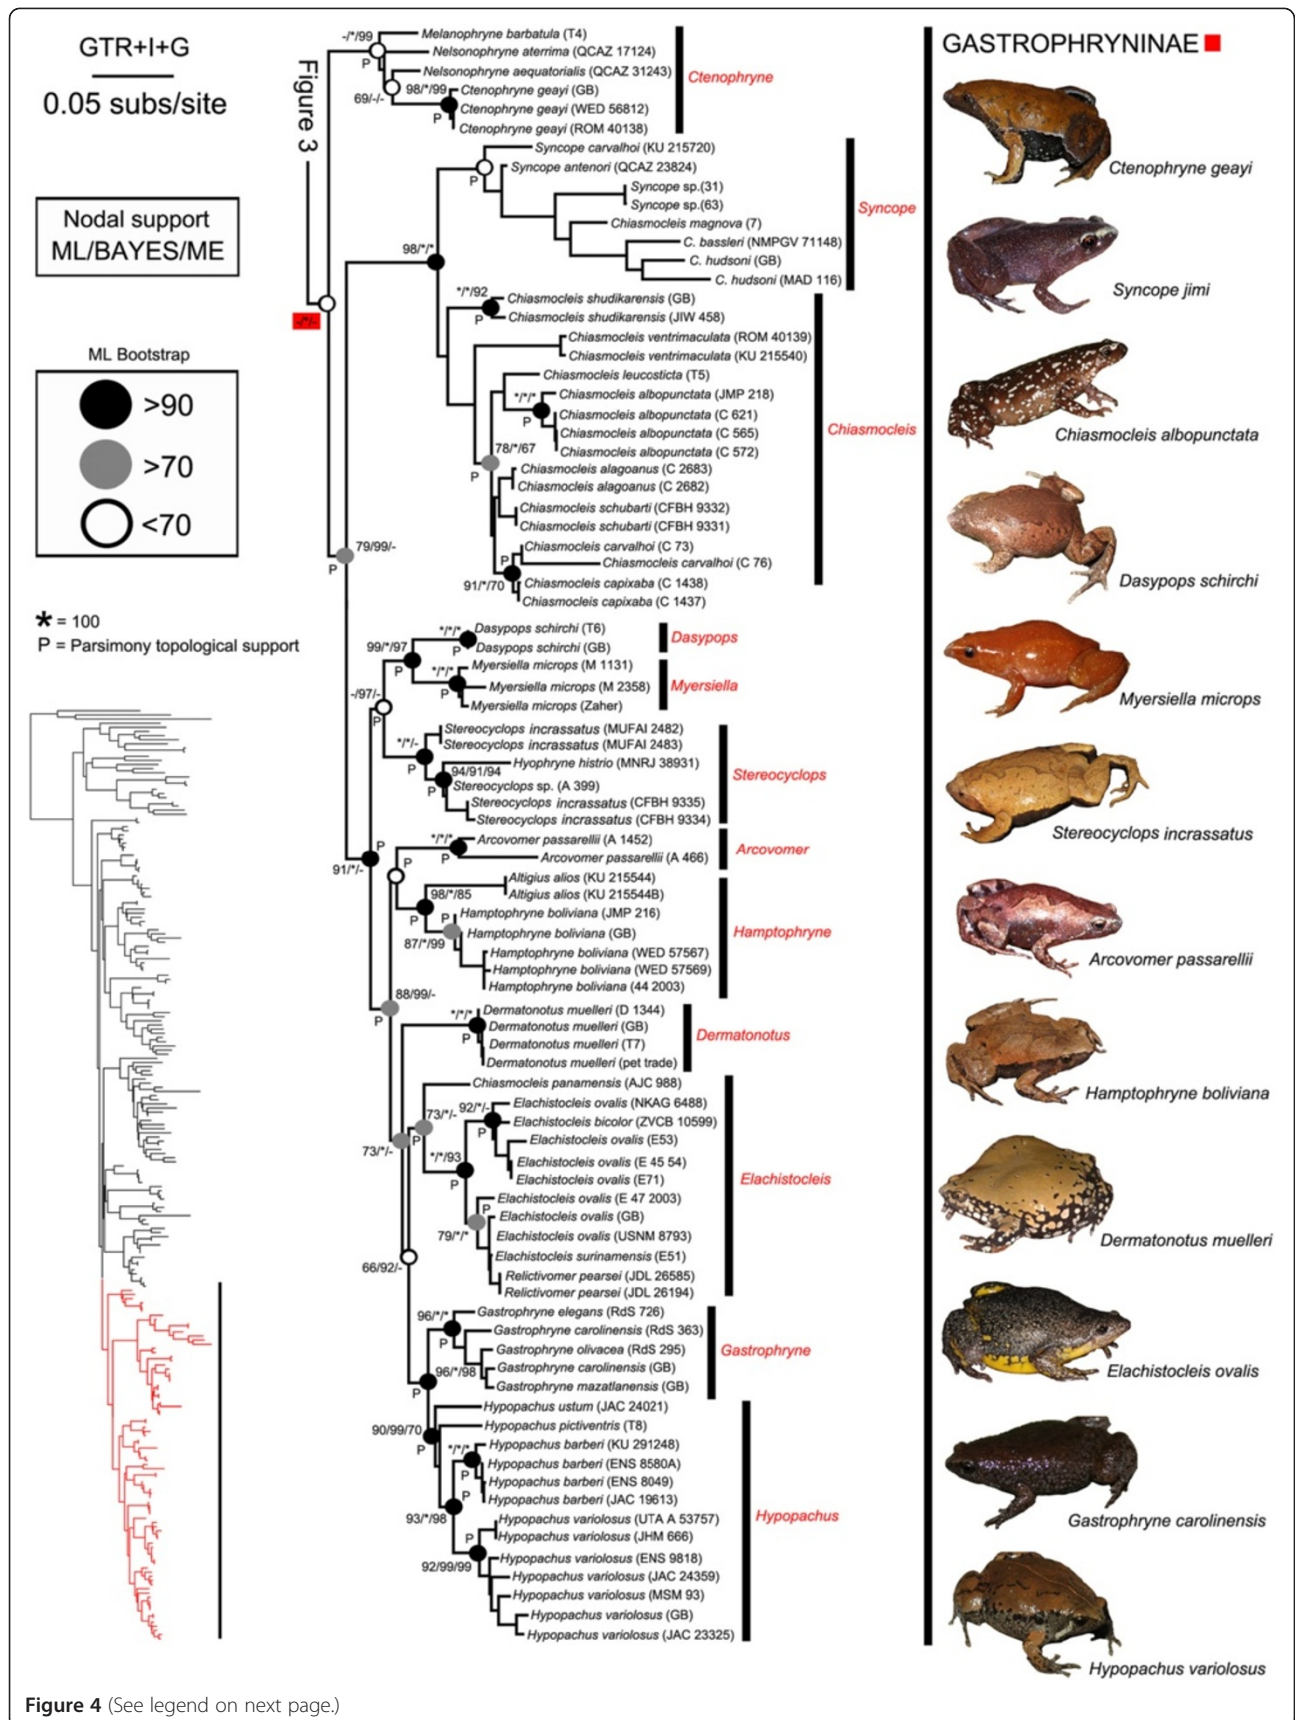 GTR+I+G
0.05 subs/site
Figure 3
Nodal support
ML/BAYES/ME
ML Bootstrap
>90
>70
<70
* = 100
P = Parsimony topological support
-/*/99
P
69/-/-
98/*/99
P
Melanophryne barbatula (T4)
Nelsonophryne aterrima (QCAZ 17124)
Nelsonophryne aequatorialis (QCAZ 31243)
Ctenophryne geayi (GB)
Ctenophryne geayi (WED 56812)
Ctenophryne geayi (ROM 40138)
Ctenophryne
-/*/-
98/*/*
P
Syncope carvalhoi (KU 215720)
Syncope antenori (QCAZ 23824)
Syncope sp.(31)
Syncope sp.(63)
Chiasmocleis magnova (7)
C. bassleri (NMPGV 71148)
C. hudsoni (GB)
C. hudsoni (MAD 116)
Syncope
*/*/92
P
Chiasmocleis shudikarensis (GB)
Chiasmocleis shudikarensis (JIW 458)
Chiasmocleis ventrimaculata (ROM 40139)
Chiasmocleis ventrimaculata (KU 215540)
Chiasmocleis leucosticta (T5)
*/*/*
P
Chiasmocleis albopunctata (JMP 218)
Chiasmocleis albopunctata (C 621)
Chiasmocleis albopunctata (C 565)
Chiasmocleis albopunctata (C 572)
78/*/67
P
Chiasmocleis alagoanus (C 2683)
Chiasmocleis alagoanus (C 2682)
Chiasmocleis schubarti (CFBH 9332)
Chiasmocleis schubarti (CFBH 9331)
P
91/*/70
Chiasmocleis carvalhoi (C 73)
Chiasmocleis carvalhoi (C 76)
Chiasmocleis capixaba (C 1438)
Chiasmocleis capixaba (C 1437)
Chiasmocleis
79/99/-
P
99/*/97
P
*/*/*
P
Dasypops schirchi (T6)
Dasypops schirchi (GB)
Dasypops
*/*/*
P
Myersiella microps (M 1131)
Myersiella microps (M 2358)
Myersiella microps (Zaher)
Myersiella
-/97/-
P
*/*/-
P
Stereocyclops incrassatus (MUFAI 2482)
Stereocyclops incrassatus (MUFAI 2483)
Hyophryne histrio (MNRJ 38931)
94/91/94
P
Stereocyclops sp. (A 399)
Stereocyclops incrassatus (CFBH 9335)
Stereocyclops incrassatus (CFBH 9334)
Stereocyclops
P
91/*/-
P
*/*/*
P
Arcovomer passarellii (A 1452)
Arcovomer passarellii (A 466)
Arcovomer
98/*/85
P
Altigius alios (KU 215544)
Altigius alios (KU 215544B)
P
87/*/99
Hamptophryne boliviana (JMP 216)
Hamptophryne boliviana (GB)
Hamptophryne boliviana (WED 57567)
Hamptophryne boliviana (WED 57569)
Hamptophryne boliviana (44 2003)
Hamptophryne
88/99/-
P
*/*/*
P
Dermatonotus muelleri (D 1344)
Dermatonotus muelleri (GB)
Dermatonotus muelleri (T7)
Dermatonotus muelleri (pet trade)
Dermatonotus
73/*/-
73/*/-
P
Chiasmocleis panamensis (AJC 988)
92/*/-
P
Elachistocleis ovalis (NKAG 6488)
Elachistocleis bicolor (ZVCB 10599)
Elachistocleis ovalis (E53)
Elachistocleis ovalis (E 45 54)
Elachistocleis ovalis (E71)
*/*/93
P
P
79/*/*
Elachistocleis ovalis (E 47 2003)
Elachistocleis ovalis (GB)
Elachistocleis ovalis (USNM 8793)
Elachistocleis surinamensis (E51)
Relictivomer pearsei (JDL 26585)
Relictivomer pearsei (JDL 26194)
Elachistocleis
66/92/-
96/*/*
P
Gastrophryne elegans (RdS 726)
Gastrophryne carolinensis (RdS 363)
Gastrophryne olivacea (RdS 295)
Gastrophryne carolinensis (GB)
Gastrophryne mazatlanensis (GB)
Gastrophryne
96/*/98
P
90/99/70
P
Hypopachus ustum (JAC 24021)
Hypopachus pictiventris (T8)
*/*/*
P
Hypopachus barberi (KU 291248)
Hypopachus barberi (ENS 8580A)
Hypopachus barberi (ENS 8049)
Hypopachus barberi (JAC 19613)
P
93/*/98
P
92/99/99
Hypopachus variolosus (UTA A 53757)
Hypopachus variolosus (JHM 666)
Hypopachus variolosus (ENS 9818)
Hypopachus variolosus (JAC 24359)
Hypopachus variolosus (MSM 93)
Hypopachus variolosus (GB)
Hypopachus variolosus (JAC 23325)
Hypopachus
GASTROPHRYNINAE
Ctenophryne geayi
Syncope jimi
Chiasmocleis albopunctata
Dasypops schirchi
Myersiella microps
Stereocyclops incrassatus
Arcovomer passarellii
Hamptophryne boliviana
Dermatonotus muelleri
Elachistocleis ovalis
Gastrophryne carolinensis
Hypopachus variolosus
Figure 4 (See legend on next page.)